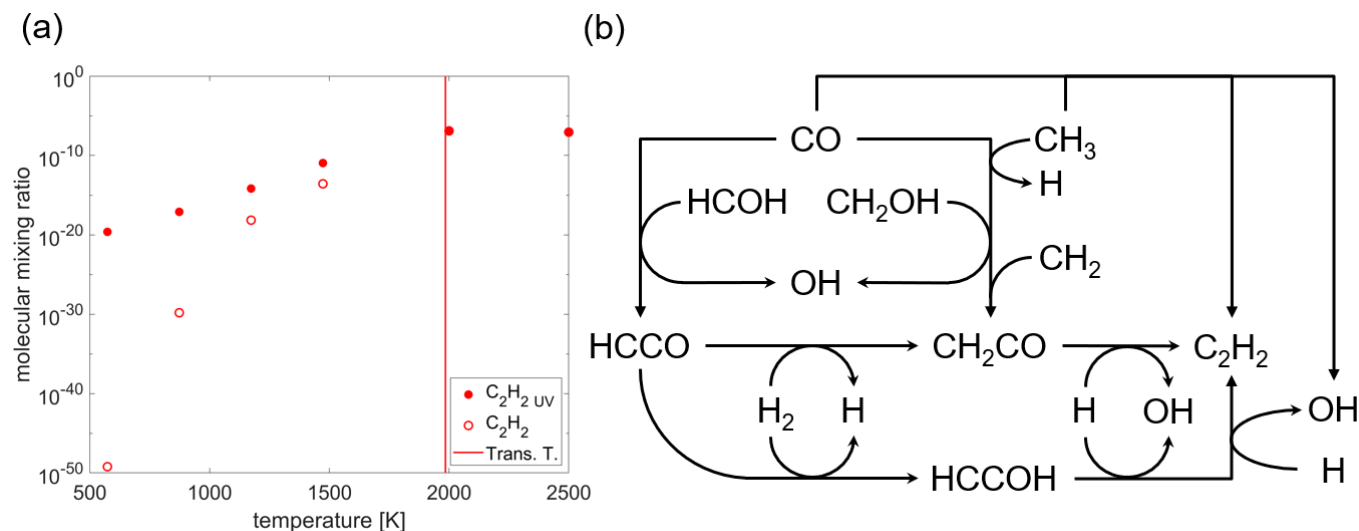 (a)
molecular mixing ratio
10^0
10^-10
10^-20
10^-30
10^-40
10^-50
500
1000
1500
2000
2500
temperature [K]
C₂H₂ UV
C₂H₂
Trans. T.
(b)
CO
CH₃
H
HCOH
CH₂OH
CH₂
OH
HCCO
CH₂CO
C₂H₂
H₂
H
H
OH
OH
H
HCCOH